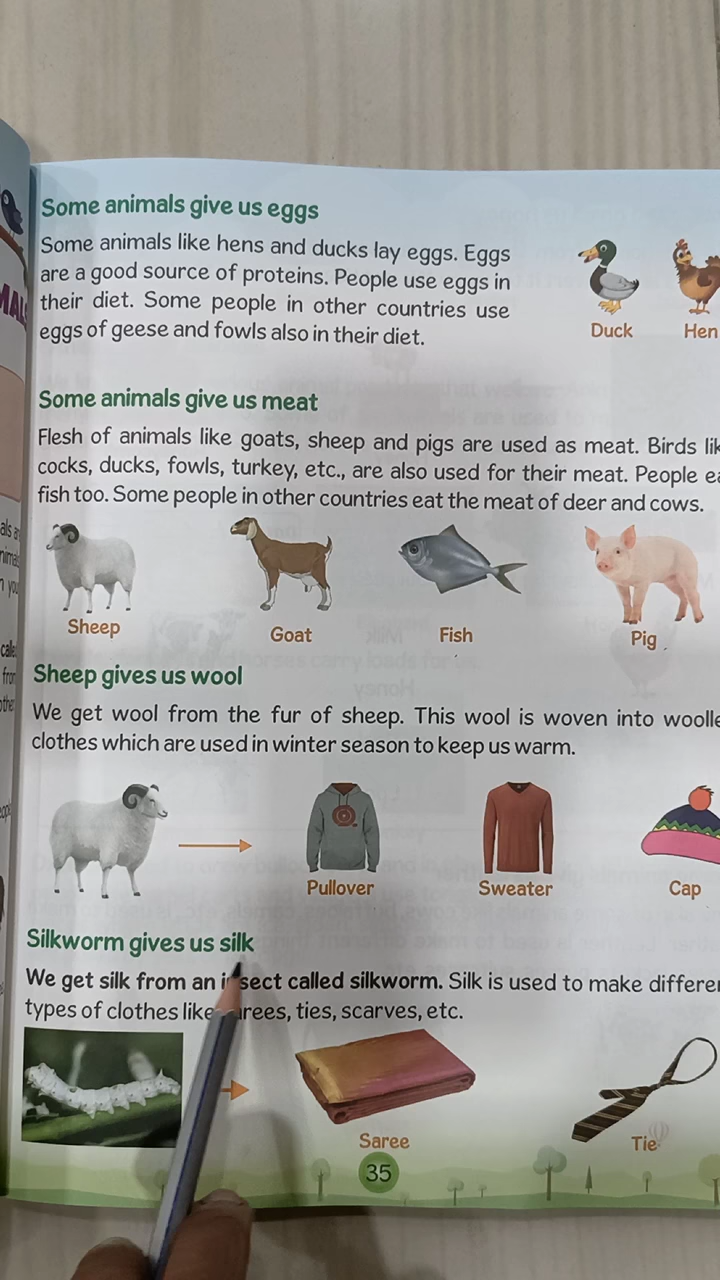 Some animals give us eggs
Some animals like hens and ducks lay eggs. Eggs
are a good source of proteins. People use eggs in
their diet. Some people in other countries use
eggs of geese and fowls also in their diet.
Duck
Hen
Some animals give us meat
Flesh of animals like goats, sheep and pigs are used as meat. Birds
cocks, ducks, fowls, turkey, etc., are also used for their meat. People
fish too. Some people in other countries eat the meat of deer and cows.
Sheep
Goat
Fish
Pig
Sheep gives us wool
We get wool from the fur of sheep. This wool is woven into
clothes which are used in winter season to keep us warm.
Pullover
Sweater
Cap
Silkworm gives us silk
We get silk from an insect called silkworm. Silk is used to make
types of clothes like sarees, ties, scarves, etc.
Saree
Tie
35